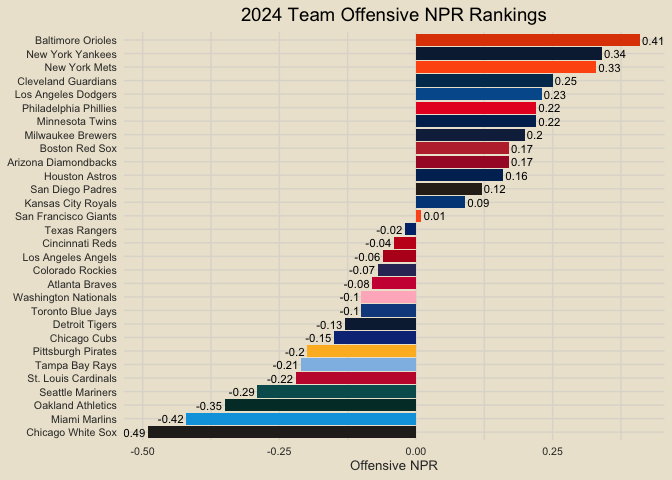 2024 Team Offensive NPR Rankings
Baltimore Orioles 0.41
New York Yankees 0.34
New York Mets 0.33
Cleveland Guardians 0.25
Los Angeles Dodgers 0.23
Philadelphia Phillies 0.22
Minnesota Twins 0.22
Milwaukee Brewers 0.2
Boston Red Sox 0.17
Arizona Diamondbacks 0.17
Houston Astros 0.16
San Diego Padres 0.12
Kansas City Royals 0.09
San Francisco Giants 0.01
Texas Rangers -0.02
Cincinnati Reds -0.04
Los Angeles Angels -0.06
Colorado Rockies -0.07
Atlanta Braves -0.08
Washington Nationals -0.1
Toronto Blue Jays -0.1
Detroit Tigers -0.13
Chicago Cubs -0.15
Pittsburgh Pirates -0.2
Tampa Bay Rays -0.21
St. Louis Cardinals -0.22
Seattle Mariners -0.29
Oakland Athletics -0.35
Miami Marlins -0.42
Chicago White Sox 0.49
-0.50 -0.25 0.00 0.25
Offensive NPR